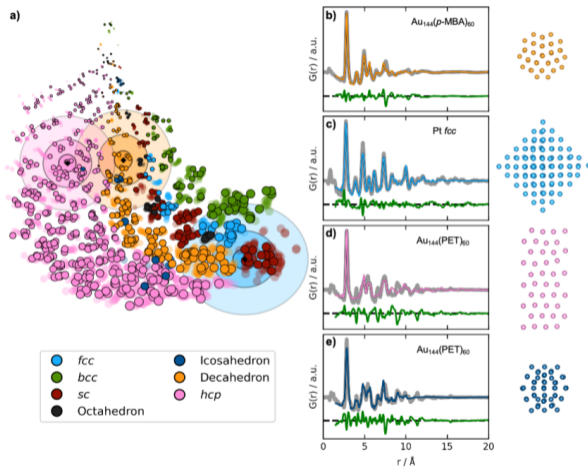 a)
fcc
bcc
sc
Octahedron
Icosahedron
Decahedron
hcp
b)
Au144(p-MBA)60
G(r) / a.u.
c)
Pt fcc
G(r) / a.u.
d)
Au144(PET)60
G(r) / a.u.
e)
Au144(PET)60
G(r) / a.u.
0 5 10 15 20
r / Å